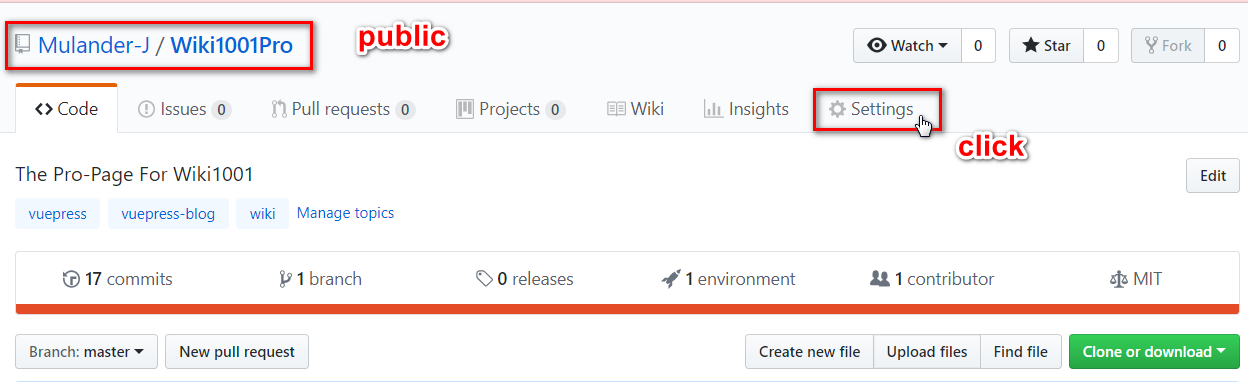 Mulander-J / Wiki1001Pro
public
Watch 0
Star 0
Fork 0
Code
Issues 0
Pull requests 0
Projects 0
Wiki
Insights
Settings
click
The Pro-Page For Wiki1001
Edit
vuepress
vuepress-blog
wiki
Manage topics
17 commits
1 branch
0 releases
1 environment
1 contributor
MIT
Branch: master
New pull request
Create new file
Upload files
Find file
Clone or download